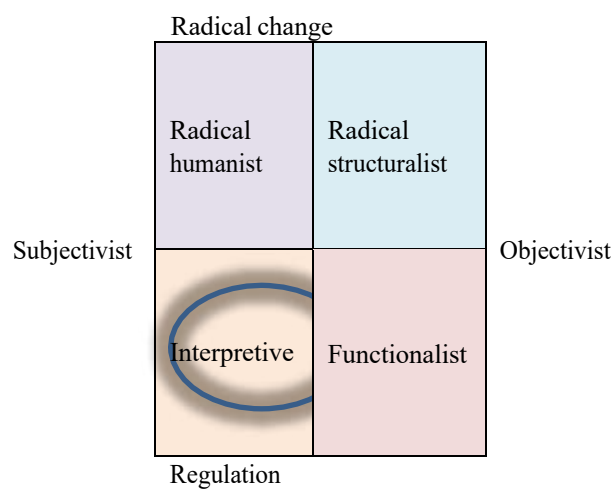 Radical change
Radical
humanist
Radical
structuralist
Subjectivist
Objectivist
Interpretive
Functionalist
Regulation